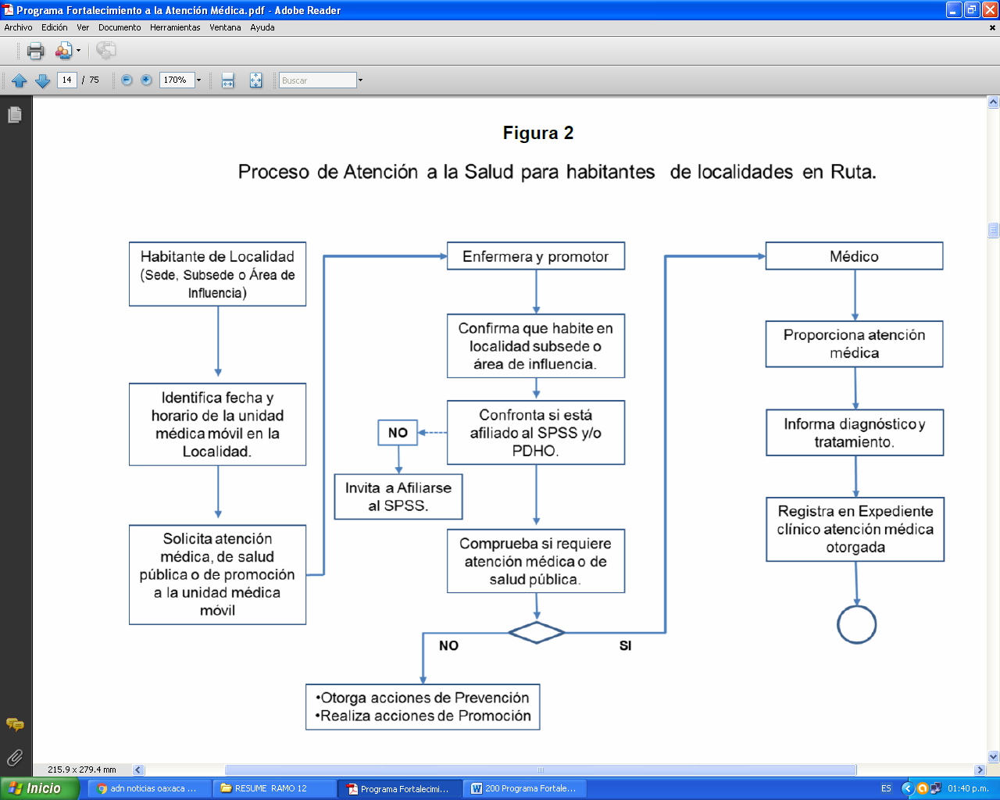 Programa Fortalecimiento a la Atención Médica.pdf - Adobe Reader
Archivo Edición Ver Documento Herramientas Ventana Ayuda
14 / 75 170% Buscar
Figura 2
Proceso de Atención a la Salud para habitantes de localidades en Ruta.
Habitante de Localidad
(Sede, Subsede o Área de
Influencia)
Identifica fecha y
horario de la unidad
médica móvil en la
Localidad.
Solicita atención
médica, de salud
pública o de promoción
a la unidad médica
móvil
Enfermera y promotor
Confirma que habite en
localidad subsede o
área de influencia.
Confronta si está
afiliado al SPSS y/o
PDHO.
NO
Invita a Afiliarse
al SPSS.
Comprueba si requiere
atención médica o de
salud pública.
NO
SI
•Otorga acciones de Prevención
•Realiza acciones de Promoción
Médico
Proporciona atención
médica
Informa diagnóstico y
tratamiento.
Registra en Expediente
clínico atención médica
otorgada
215.9 x 279.4 mm
Inicio
adn noticias oaxaca ...
RESUME RAMO 12
Programa Fortalecimi...
200 Programa Fortale...
ES
01:40 p.m.